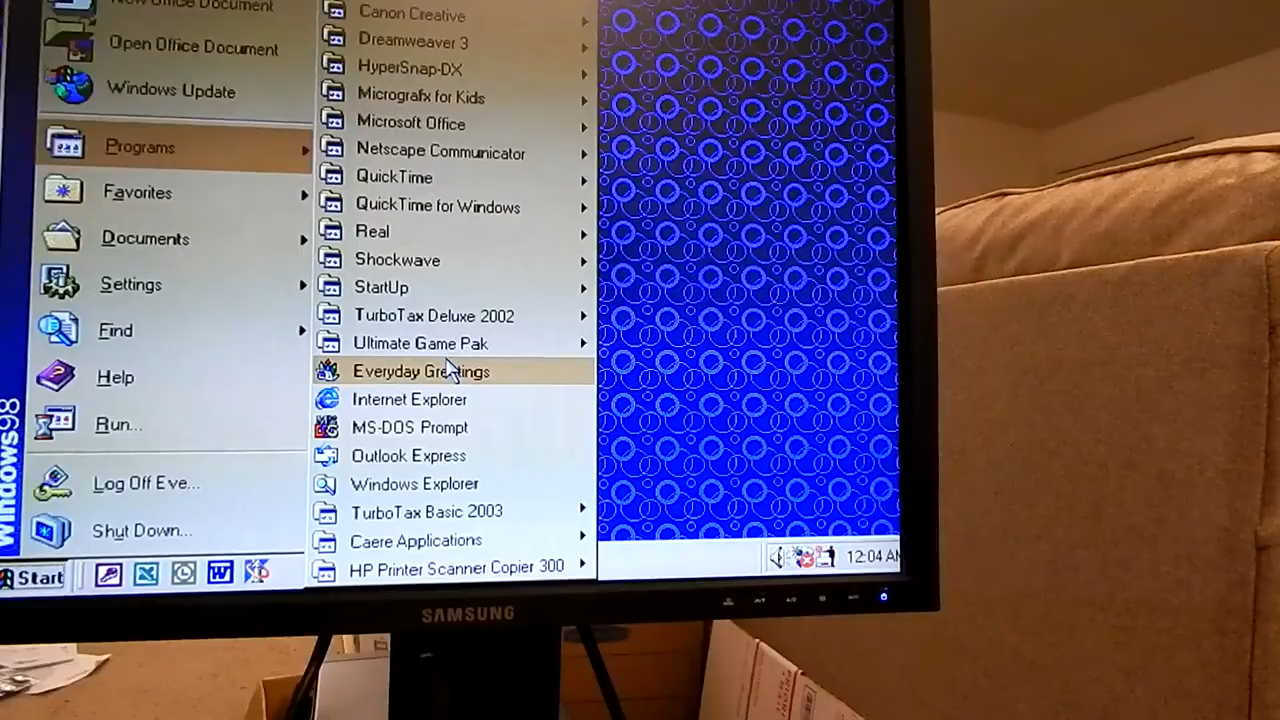 New Office Document
Open Office Document
Windows Update
Programs
Favorites
Documents
Settings
Find
Help
Run...
Log Off Eve...
Shut Down...
Windows98
Canon Creative
Dreamweaver 3
HyperSnap-DX
Micrografx for Kids
Microsoft Office
Netscape Communicator
QuickTime
QuickTime for Windows
Real
Shockwave
StartUp
TurboTax Deluxe 2002
Ultimate Game Pak
Everyday Greetings
Internet Explorer
MS-DOS Prompt
Outlook Express
Windows Explorer
TurboTax Basic 2003
Caere Applications
HP Printer Scanner Copier 300
Start
12:04 AM
SAMSUNG